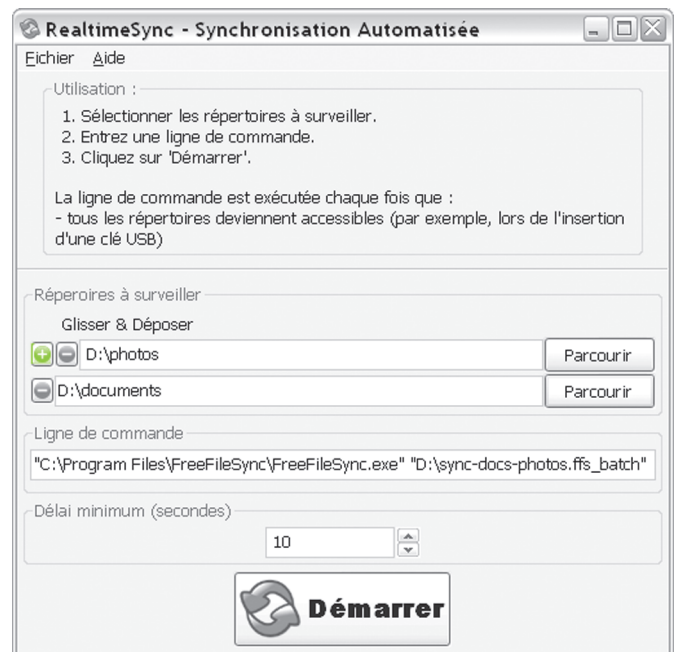 RealtimeSync - Synchronisation Automatisée
Fichier Aide
Utilisation :
1. Sélectionner les répertoires à surveiller.
2. Entrez une ligne de commande.
3. Cliquez sur 'Démarrer'.
La ligne de commande est exécutée chaque fois que :
- tous les répertoires deviennent accessibles (par exemple, lors de l'insertion
d'une clé USB)
Réperoires à surveiller
Glisser & Déposer
D:\photos Parcourir
D:\documents Parcourir
Ligne de commande
"C:\Program Files\FreeFileSync\FreeFileSync.exe" "D:\sync-docs-photos.ffs_batch"
Délai minimum (secondes)
10
Démarrer